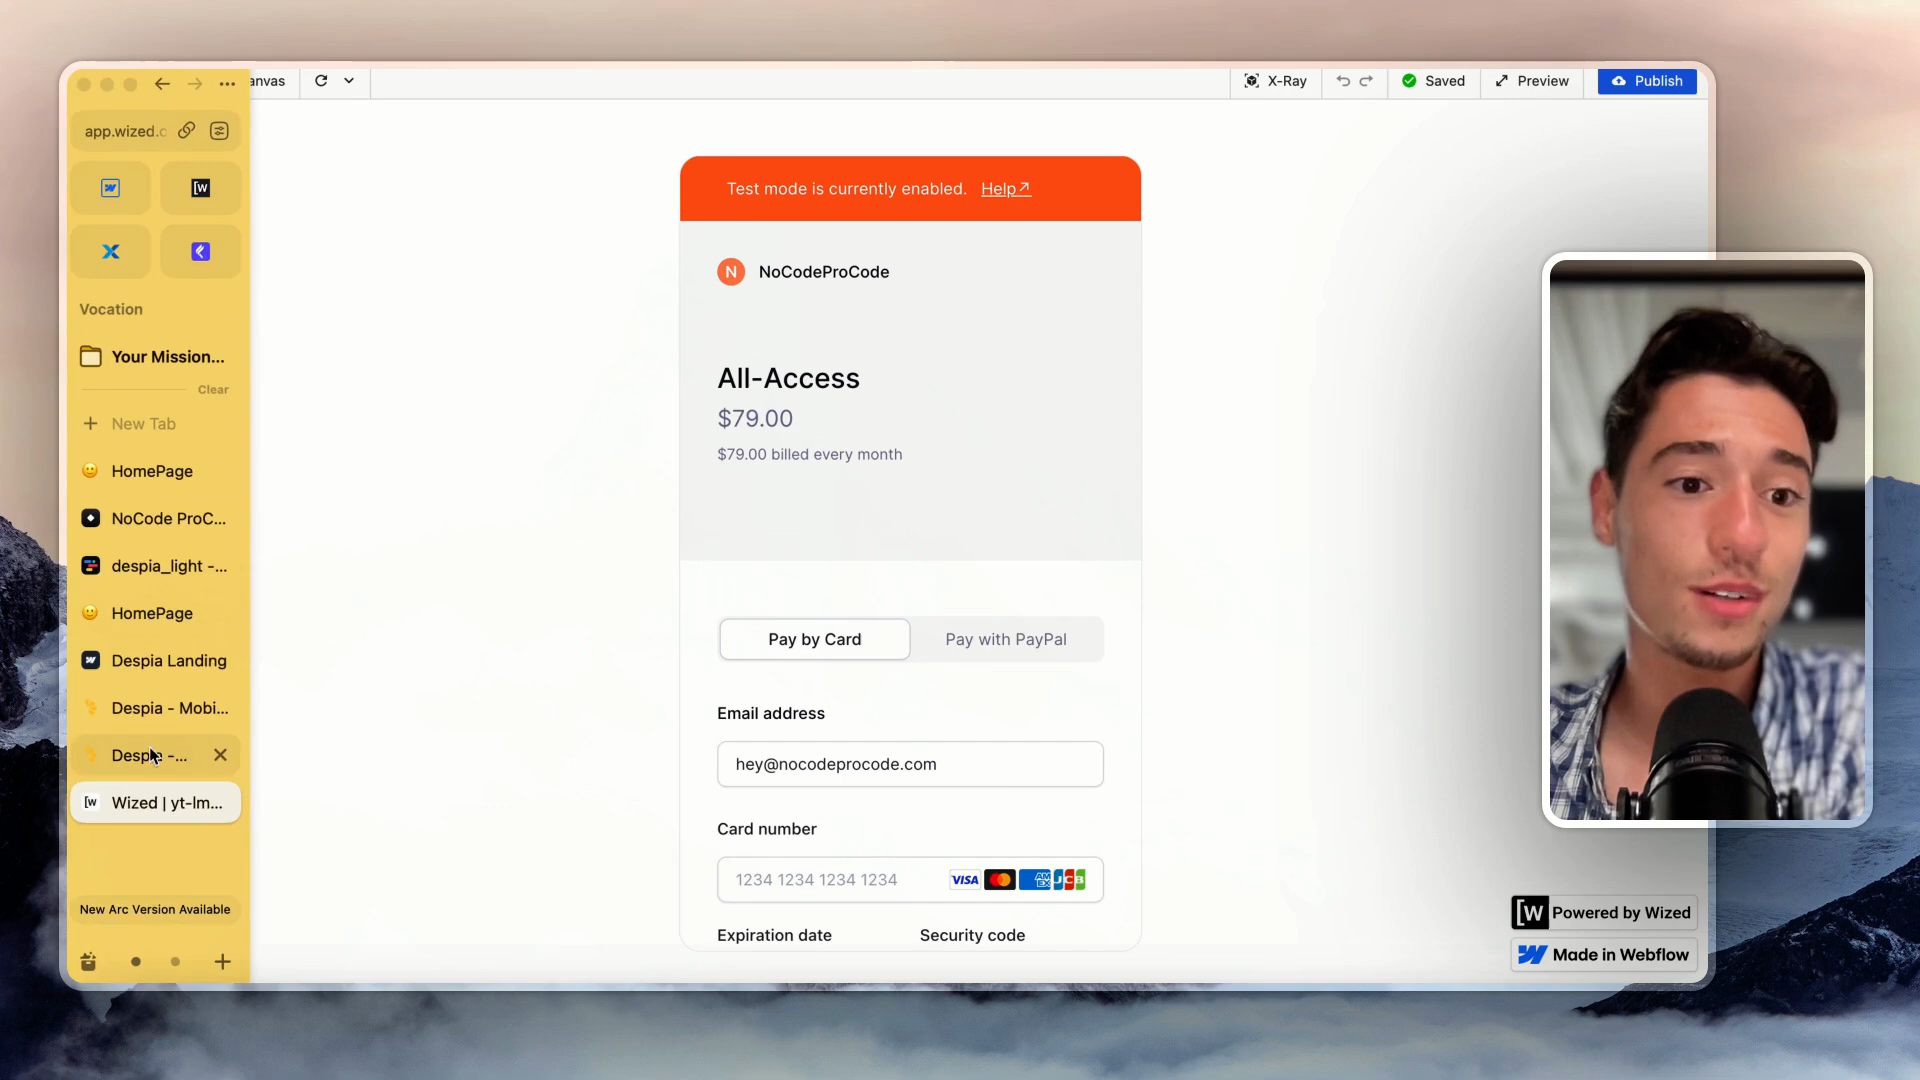 anvas
X-Ray
Saved
Preview
Publish
app.wized.c
Vocation
Your Mission...
Clear
New Tab
HomePage
NoCode ProC...
despia_light -...
HomePage
Despia Landing
Despia - Mobi...
Despia -...
Wized | yt-lm...
New Arc Version Available
Test mode is currently enabled. Help↗
N NoCodeProCode
All-Access
$79.00
$79.00 billed every month
Pay by Card Pay with PayPal
Email address
hey@nocodeprocode.com
Card number
1234 1234 1234 1234 VISA AMEX JCB
Expiration date Security code
[W Powered by Wized
Made in Webflow